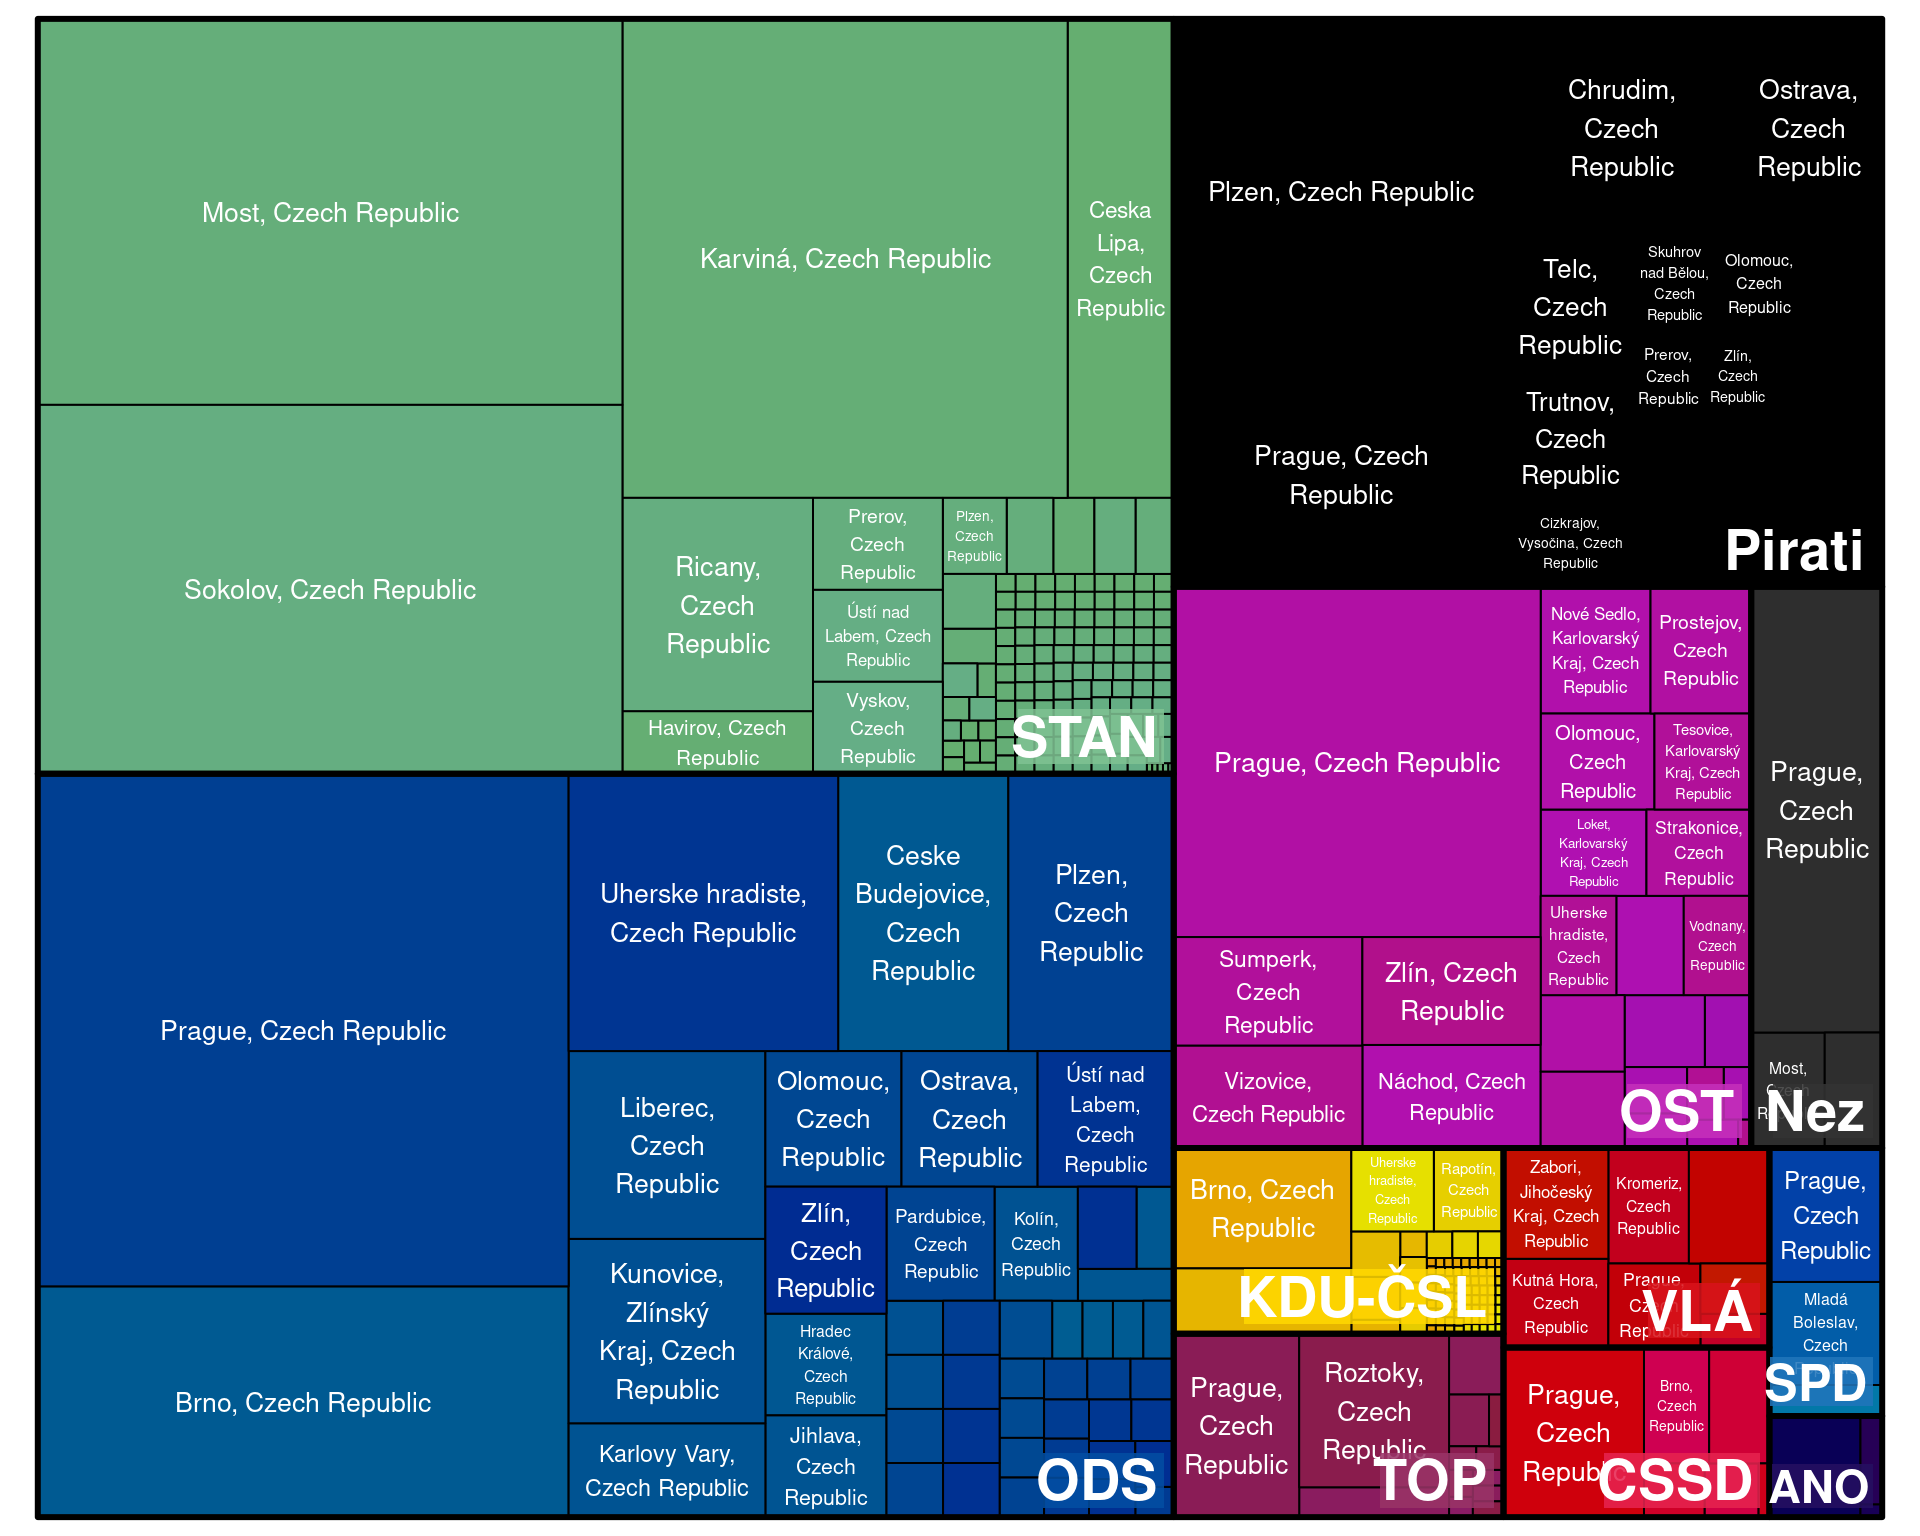 Most, Czech Republic
Sokolov, Czech Republic
Karviná, Czech Republic
Ceska
Lipa,
Czech
Republic
Ricany,
Czech
Republic
Havirov, Czech
Republic
Prerov,
Czech
Republic
Ústí nad
Labem, Czech
Republic
Vyskov,
Czech
Republic
Plzen,
Czech
Republic
STAN
Plzen, Czech Republic
Prague, Czech
Republic
Chrudim,
Czech
Republic
Ostrava,
Czech
Republic
Telc,
Czech
Republic
Skuhrov
nad Bělou,
Czech
Republic
Olomouc,
Czech
Republic
Prerov,
Czech
Republic
Zlín,
Czech
Republic
Trutnov,
Czech
Republic
Cizkrajov,
Vysočina, Czech
Republic
Pirati
Prague, Czech Republic
Brno, Czech Republic
Uherske hradiste,
Czech Republic
Ceske
Budejovice,
Czech
Republic
Plzen,
Czech
Republic
Liberec,
Czech
Republic
Kunovice,
Zlínský
Kraj, Czech
Republic
Karlovy Vary,
Czech Republic
Olomouc,
Czech
Republic
Ostrava,
Czech
Republic
Ústí nad
Labem,
Czech
Republic
Zlín,
Czech
Republic
Hradec
Králové,
Czech
Republic
Jihlava,
Czech
Republic
Pardubice,
Czech
Republic
Kolín,
Czech
Republic
ODS
Prague, Czech Republic
Sumperk,
Czech
Republic
Vizovice,
Czech Republic
Zlín, Czech
Republic
Náchod, Czech
Republic
Nové Sedlo,
Karlovarský
Kraj, Czech
Republic
Prostejov,
Czech
Republic
Olomouc,
Czech
Republic
Tesovice,
Karlovarský
Kraj, Czech
Republic
Loket,
Karlovarský
Kraj, Czech
Republic
Strakonice,
Czech
Republic
Uherske
hradiste,
Czech
Republic
Vodnany,
Czech
Republic
OST
Prague,
Czech
Republic
Most,
Czech
Nez
Brno, Czech
Republic
Uherske
hradiste,
Czech
Republic
Rapotín,
Czech
Republic
KDU-ČSL
Zabori,
Jihočeský
Kraj, Czech
Republic
Kromeriz,
Czech
Republic
Kutná Hora,
Czech
Republic
Prague,
Czech
Republic
VLÁ
Prague,
Czech
Republic
Mladá
Boleslav,
Czech
SPD
Prague,
Czech
Republic
Roztoky,
Czech
Republic
TOP
Prague,
Czech
Republic
Brno,
Czech
Republic
CSSD
ANO